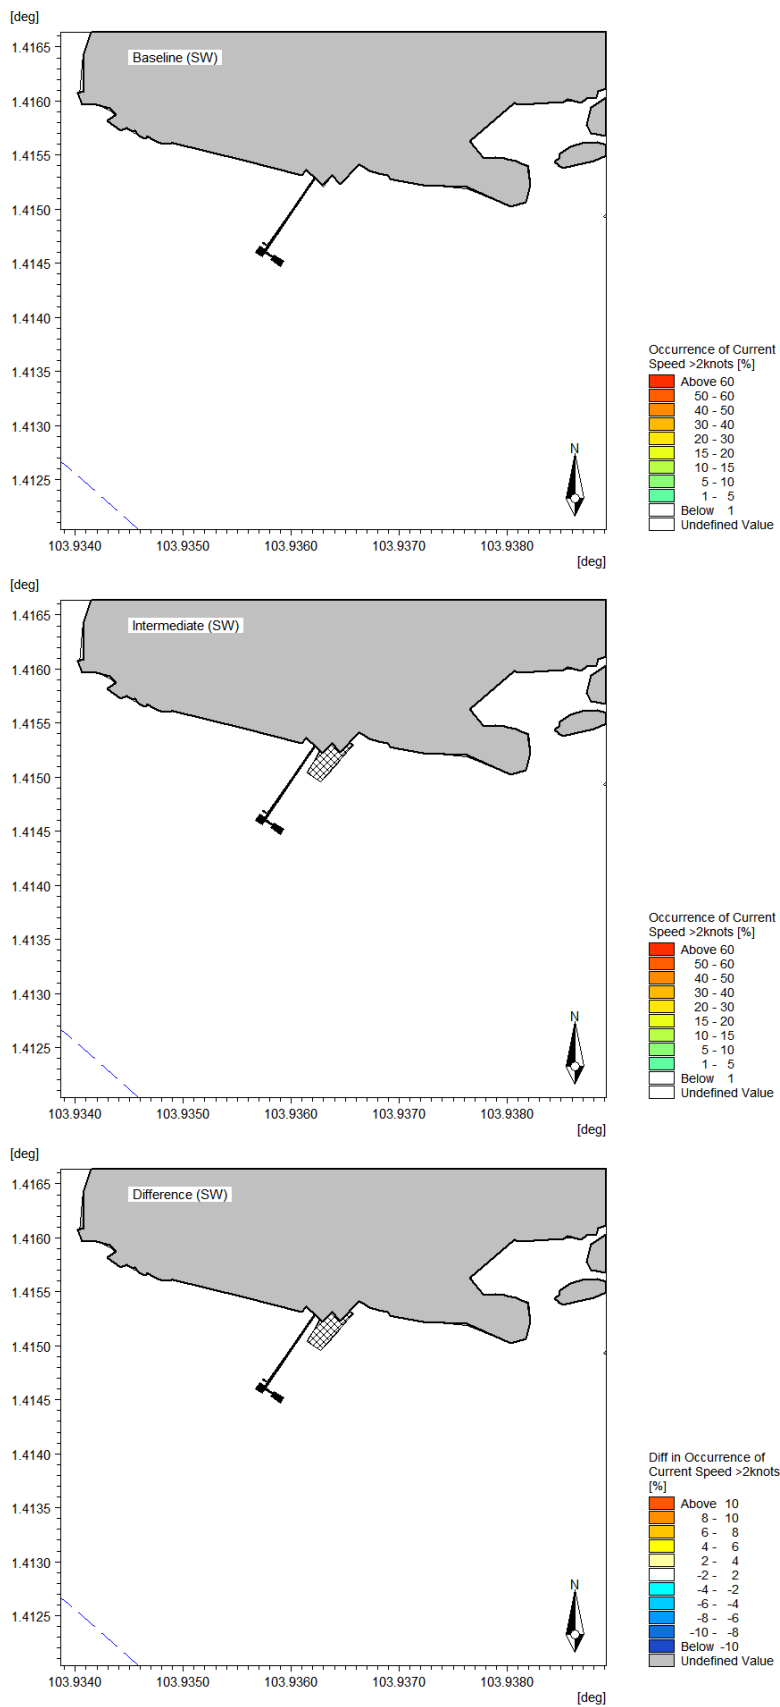 [deg]
1.4165
Baseline (SW)
1.4160
1.4155
1.4150
1.4145
1.4140
1.4135
1.4130
1.4125
N
103.9340 103.9350 103.9360 103.9370 103.9380
[deg]
Occurrence of Current
Speed >2knots [%]
Above 60
50 - 60
40 - 50
30 - 40
20 - 30
15 - 20
10 - 15
5 - 10
1 - 5
Below 1
Undefined Value
[deg]
1.4165
Intermediate (SW)
1.4160
1.4155
1.4150
1.4145
1.4140
1.4135
1.4130
1.4125
N
103.9340 103.9350 103.9360 103.9370 103.9380
[deg]
Occurrence of Current
Speed >2knots [%]
Above 60
50 - 60
40 - 50
30 - 40
20 - 30
15 - 20
10 - 15
5 - 10
1 - 5
Below 1
Undefined Value
[deg]
1.4165
Difference (SW)
1.4160
1.4155
1.4150
1.4145
1.4140
1.4135
1.4130
1.4125
N
103.9340 103.9350 103.9360 103.9370 103.9380
[deg]
Diff in Occurrence of
Current Speed >2knots
[%]
Above 10
8 - 10
6 - 8
4 - 6
2 - 4
-2 - 2
-4 - -2
-6 - -4
-8 - -6
-10 - -8
Below -10
Undefined Value